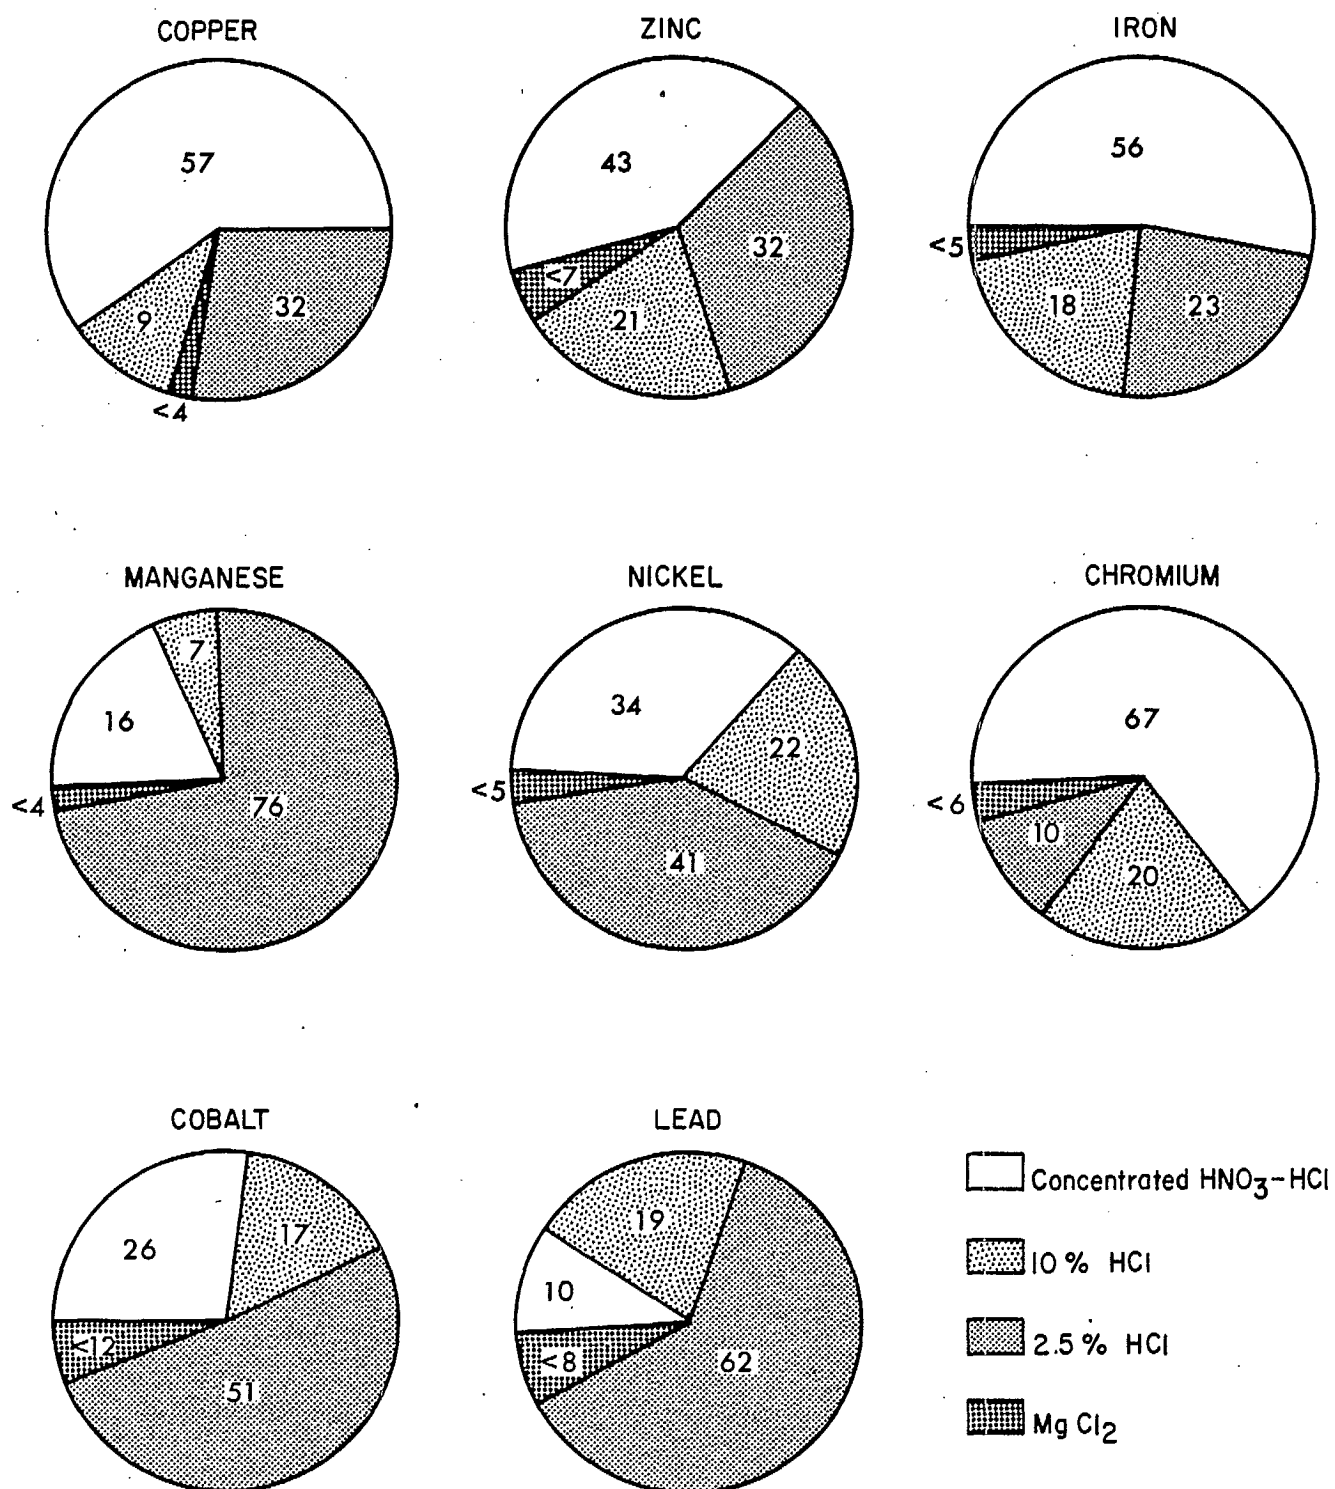 COPPER
ZINC
IRON
57
43
56
32
32
<5
<7
9
21
18
23
<4
MANGANESE
NICKEL
CHROMIUM
7
16
34
22
67
<4
76
<5
41
<6
10
20
COBALT
LEAD
26
17
19
10
<12
51
<8
62
Concentrated HNO3-HCl
10 % HCl
2.5 % HCl
Mg Cl2